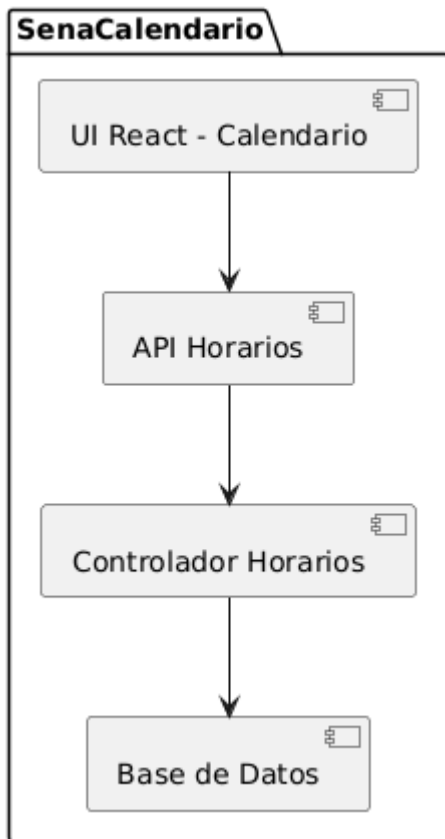 SenaCalendario
UI React - Calendario
API Horarios
Controlador Horarios
Base de Datos